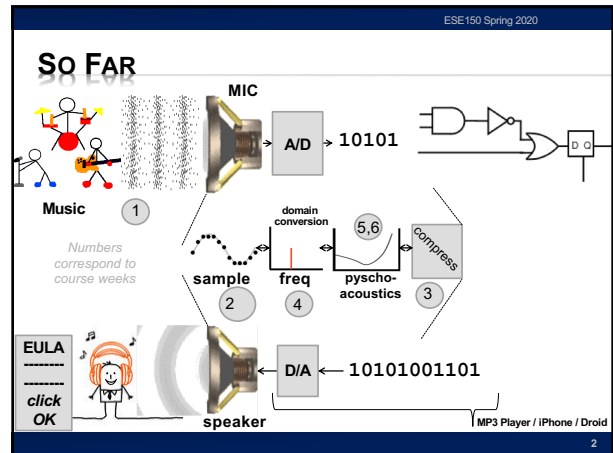 ESE150 Spring 2020
SO FAR
MIC
A/D
10101
D Q
Music
1
Numbers
correspond to
course weeks
domain
conversion
5,6
compress
sample
freq
pyscho-
acoustics
2
4
3
EULA
--------
--------
click
OK
D/A
10101001101
speaker
MP3 Player / iPhone / Droid
2